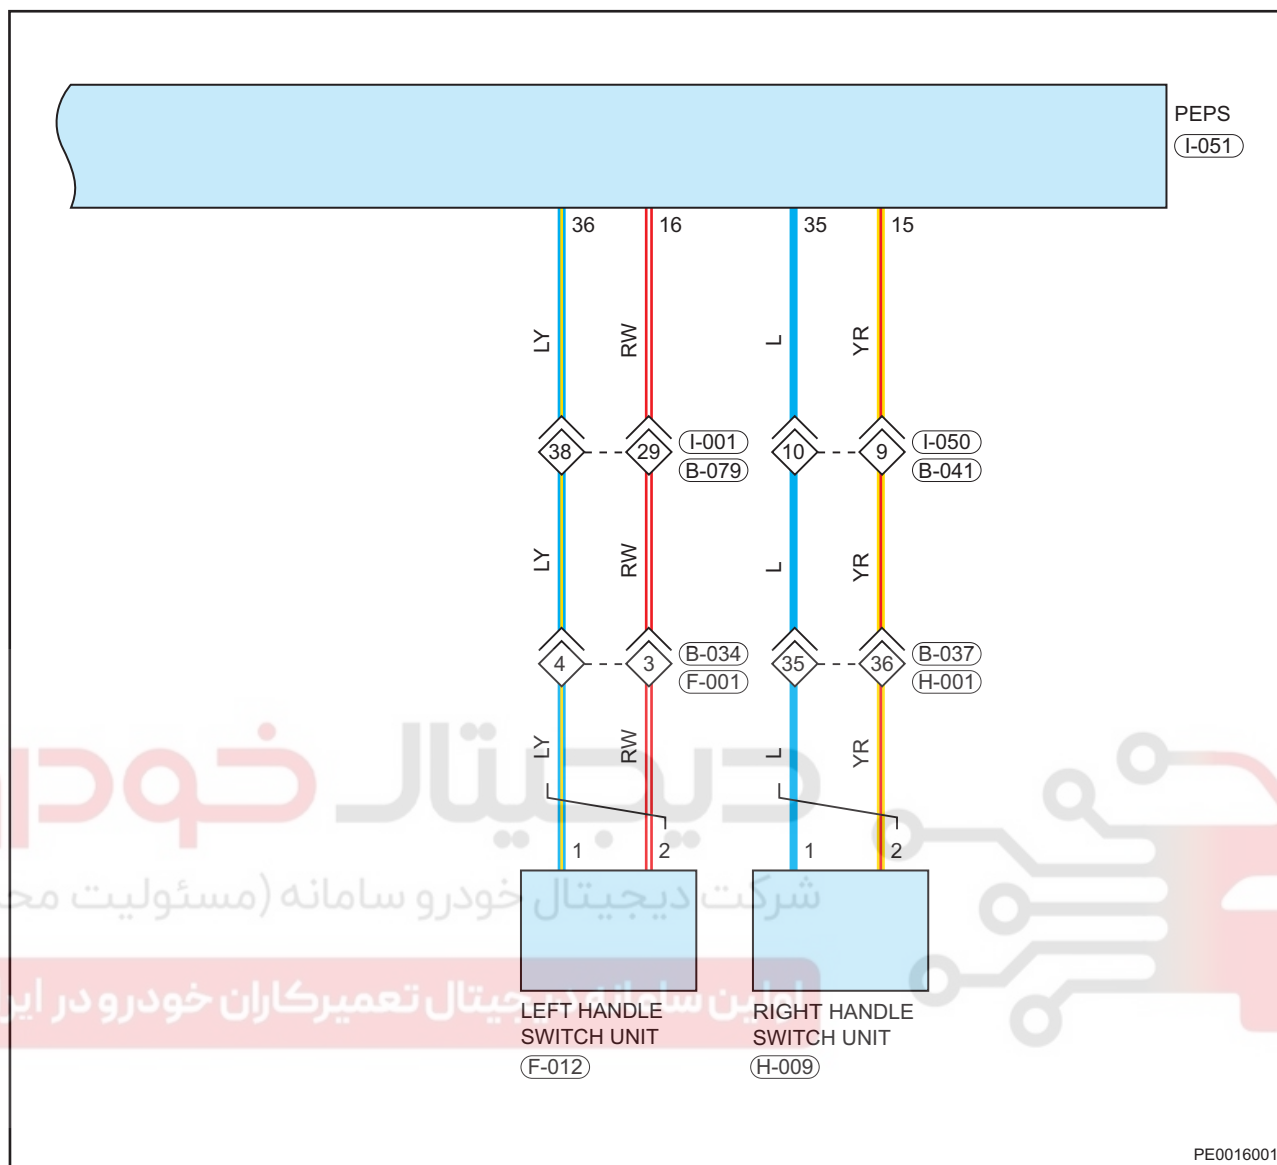 PEPS
I-051
36 16 35 15
LY RW L YR
38 29 I-001 10 9 I-050
B-079 B-041
LY RW L YR
4 3 B-034 35 36 B-037
F-001 H-001
LY RW L YR
دیجیتال خودرو
1 2 1 2
شرکت دیجیتال خودرو سامانه (مسئولیت
اولین سامانه دیجیتال تعمیرکاران خودرو در
LEFT HANDLE
SWITCH UNIT
F-012
RIGHT HANDLE
SWITCH UNIT
H-009
PE0016001